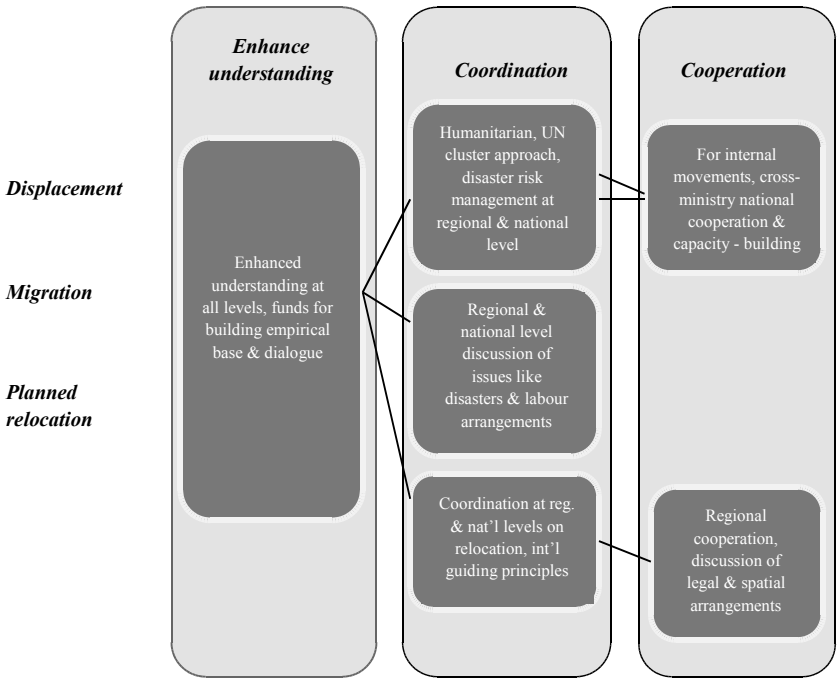 Enhance
understanding
Coordination
Cooperation
Displacement
Migration
Planned
relocation
Enhanced
understanding at
all levels, funds for
building empirical
base & dialogue
Humanitarian, UN
cluster approach,
disaster risk
management at
regional & national
level
Regional &
national level
discussion of
issues like
disasters & labour
arrangements
Coordination at reg.
& nat’l levels on
relocation, int’l
guiding principles
For internal
movements, cross-
ministry national
cooperation &
capacity - building
Regional
cooperation,
discussion of
legal & spatial
arrangements